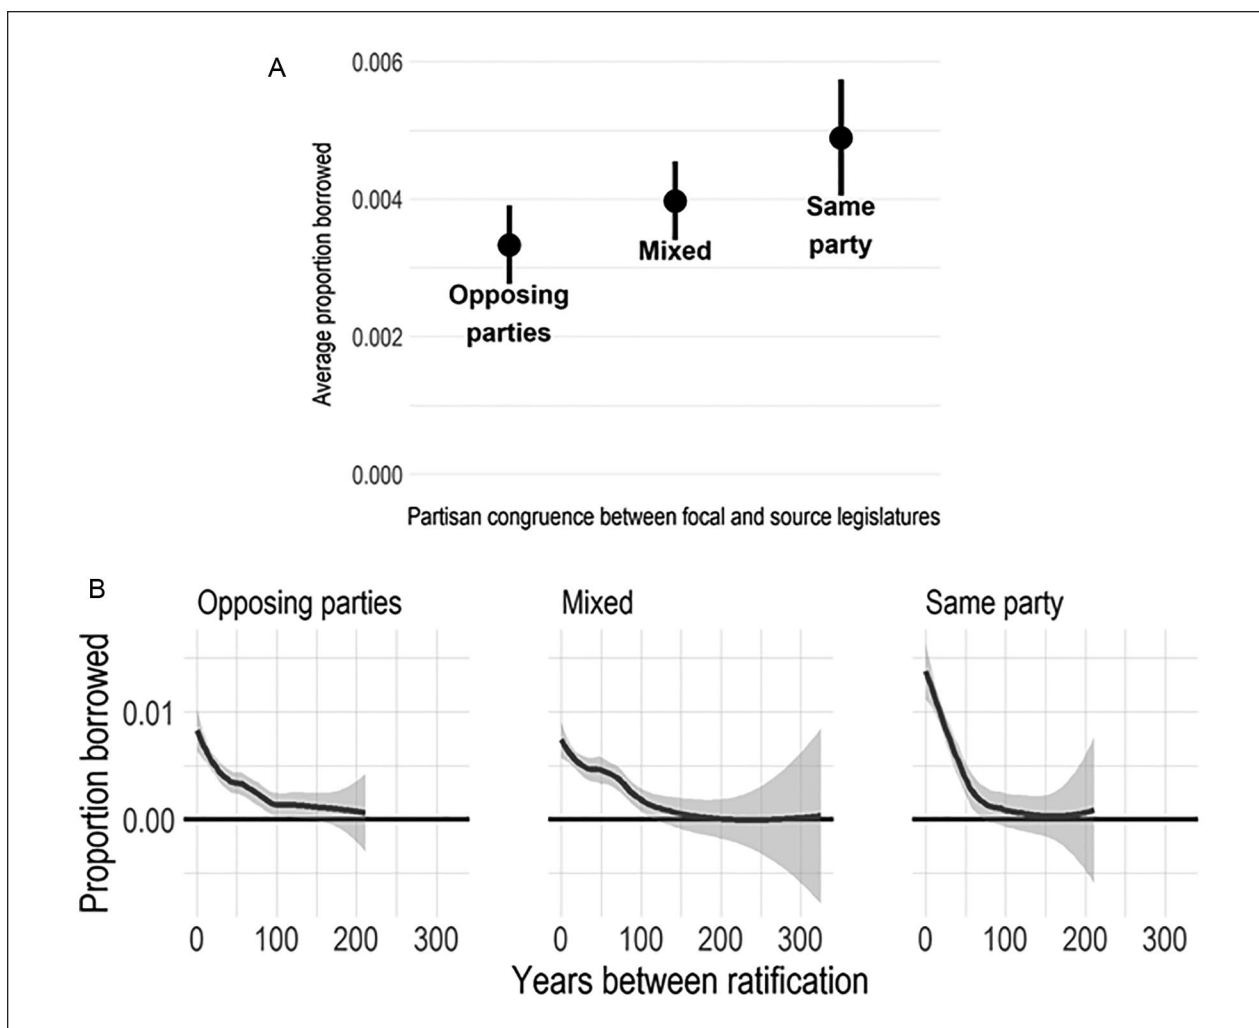 A
0.006
0.004
0.002
0.000
Average proportion borrowed
Opposing
parties
Mixed
Same
party
Partisan congruence between focal and source legislatures
B
Opposing parties
Mixed
Same party
Proportion borrowed
0.01
0.00
0 100 200 300
0 100 200 300
0 100 200 300
Years between ratification